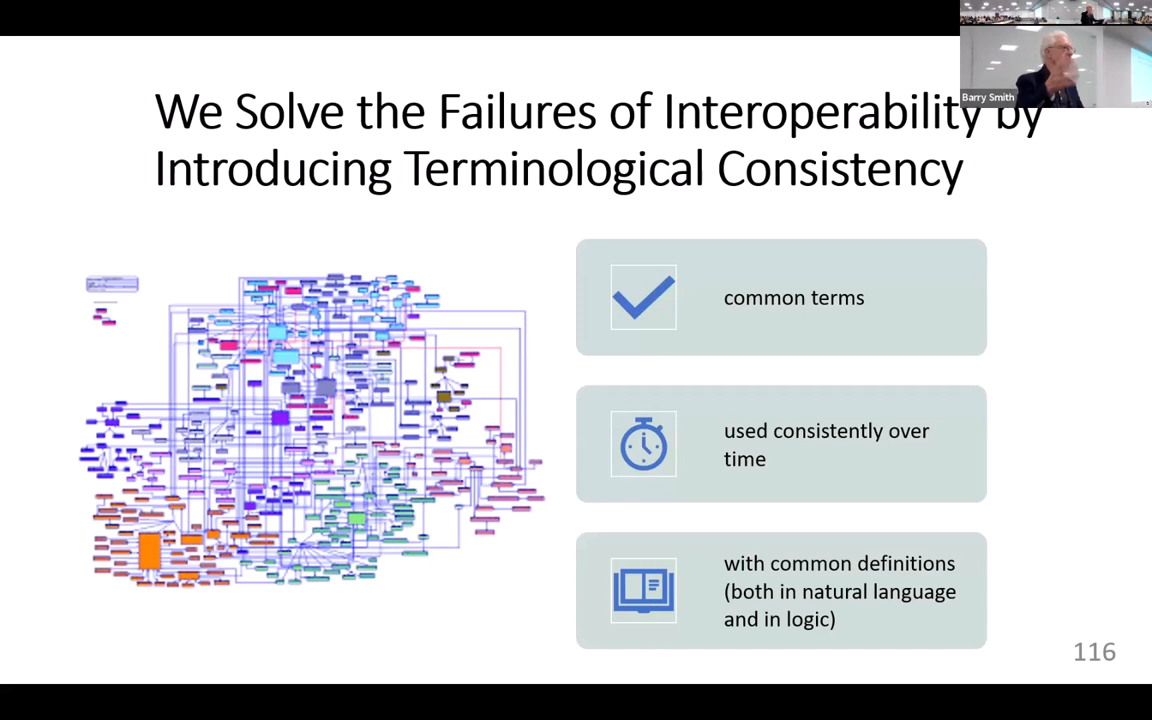 We Solve the Failures of Interoperability by
Introducing Terminological Consistency
Barry Smith
common terms
used consistently over
time
with common definitions
(both in natural language
and in logic)
116